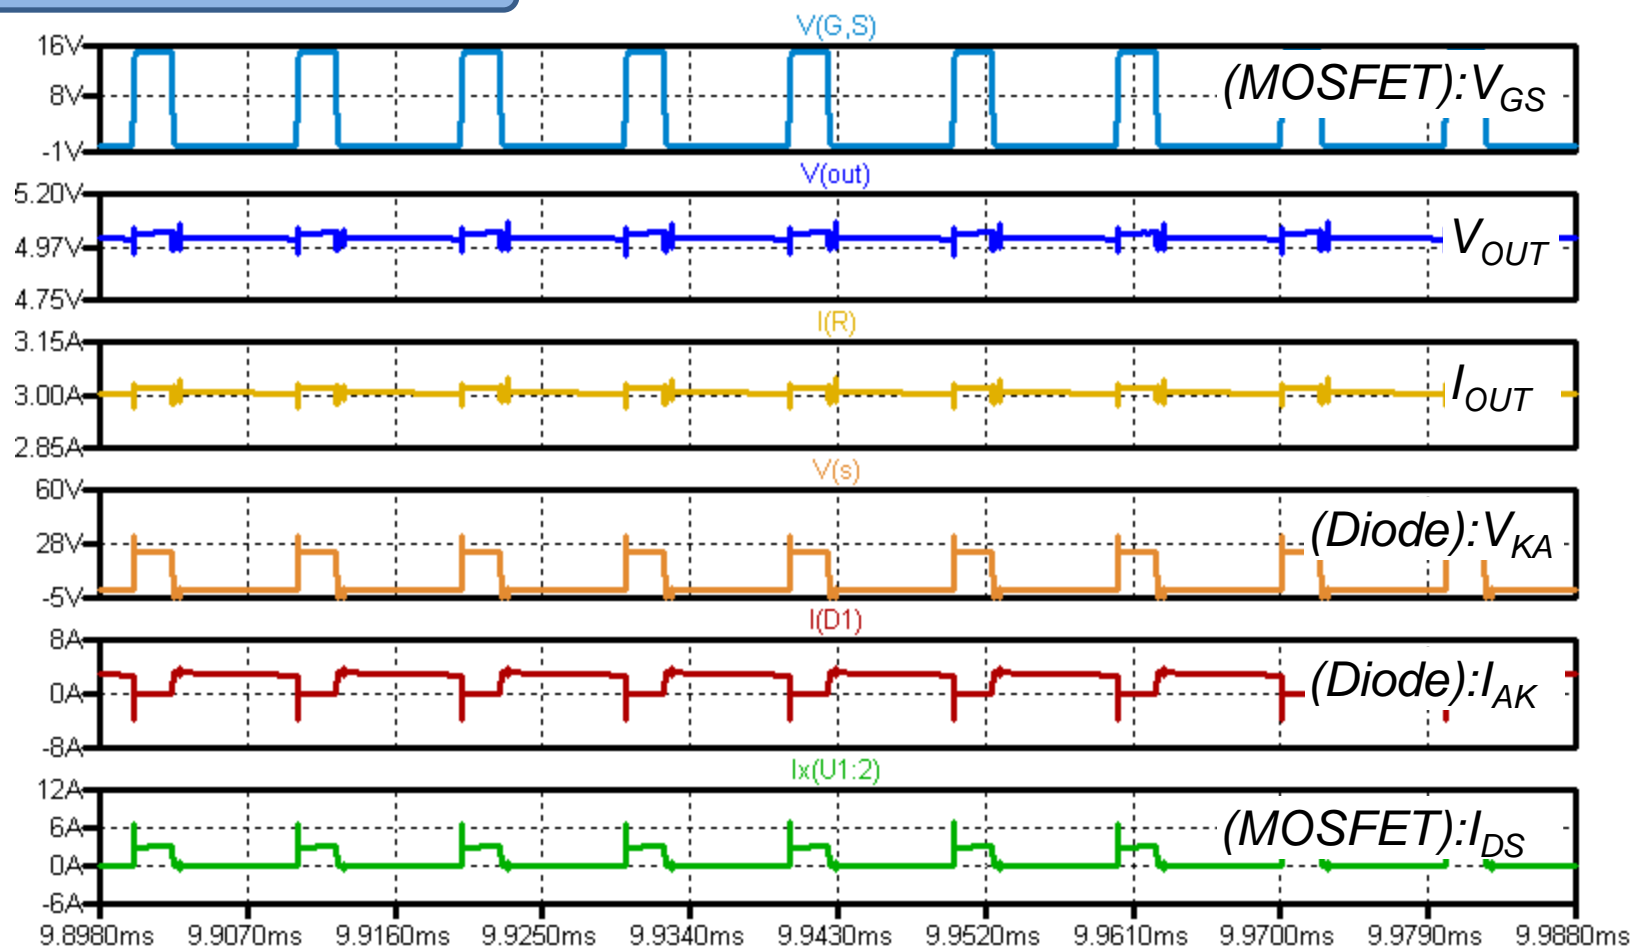 V(G,S)
16V
8V
-1V
(MOSFET):VGS
V(out)
5.20V
4.97V
4.75V
VOUT
I(R)
3.15A
3.00A
2.85A
IOUT
V(s)
60V
28V
-5V
(Diode):VKA
I(D1)
8A
0A
-8A
(Diode):IAK
Ix(U1:2)
12A
6A
0A
-6A
(MOSFET):IDS
9.8980ms 9.9070ms 9.9160ms 9.9250ms 9.9340ms 9.9430ms 9.9520ms 9.9610ms 9.9700ms 9.9790ms 9.9880ms